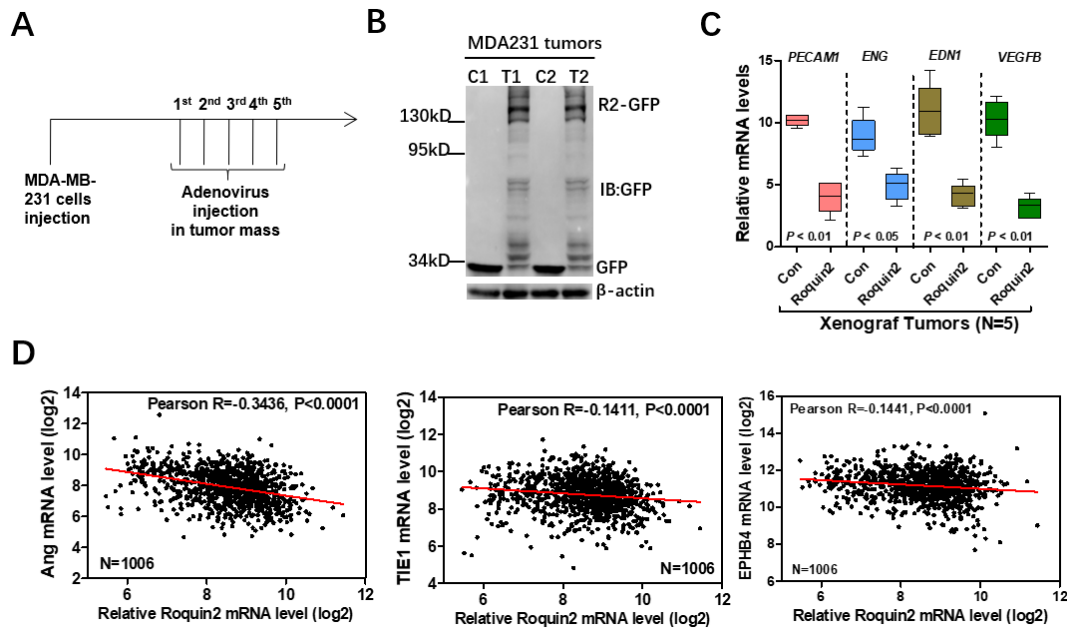 A
1st 2nd 3rd 4th 5th
MDA-MB-
231 cells
injection
Adenovirus
injection
in tumor mass
B
MDA231 tumors
C1 T1 C2 T2
R2-GFP
130kD
95kD
IB:GFP
34kD
GFP
β-actin
C
PECAM1 ENG EDN1 VEGFB
Relative mRNA levels
15
10
5
0
P < 0.01 P < 0.05 P < 0.01 P < 0.01
Con Roquin2 Con Roquin2 Con Roquin2 Con Roquin2
Xenograf Tumors (N=5)
D
Ang mRNA level (log2)
14
12
10
8
6
4
2
Pearson R=-0.3436, P<0.0001
N=1006
6 8 10 12
Relative Roquin2 mRNA level (log2)
TIE1 mRNA level (log2)
14
12
10
8
6
4
Pearson R=-0.1411, P<0.0001
N=1006
6 8 10 12
Relative Roquin2 mRNA level (log2)
EPHB4 mRNA level (log2)
16
14
12
10
8
6
Pearson R=-0.1441, P<0.0001
N=1006
6 8 10 12
Relative Roquin2 mRNA level (log2)